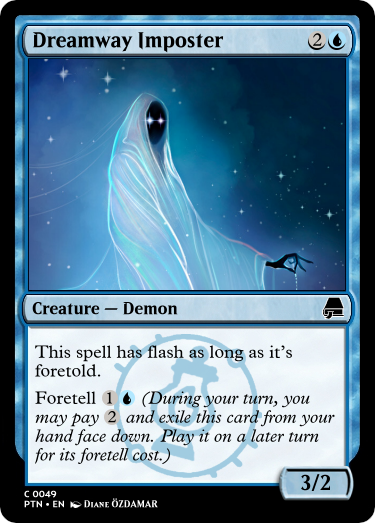 Dreamway Imposter 2
Creature — Demon
This spell has flash as long as it's
foretold.
Foretell 1 (During your turn, you
may pay 2 and exile this card from your
hand face down. Play it on a later turn
for its foretell cost.)
3/2
C 0049
PTN • EN Diane ÖZDAMAR